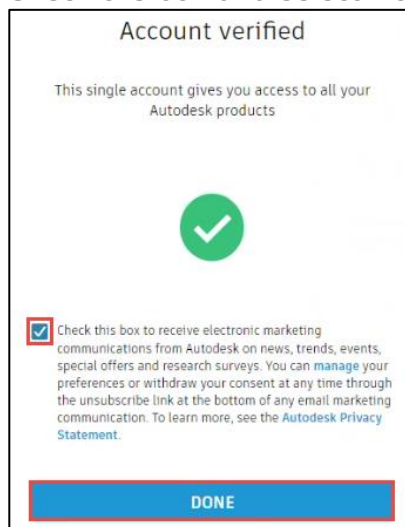 Account verified
This single account gives you access to all your
Autodesk products
Check this box to receive electronic marketing
communications from Autodesk on news, trends, events,
special offers and research surveys. You can manage your
preferences or withdraw your consent at any time through
the unsubscribe link at the bottom of any email marketing
communication. To learn more, see the Autodesk Privacy
Statement.
DONE